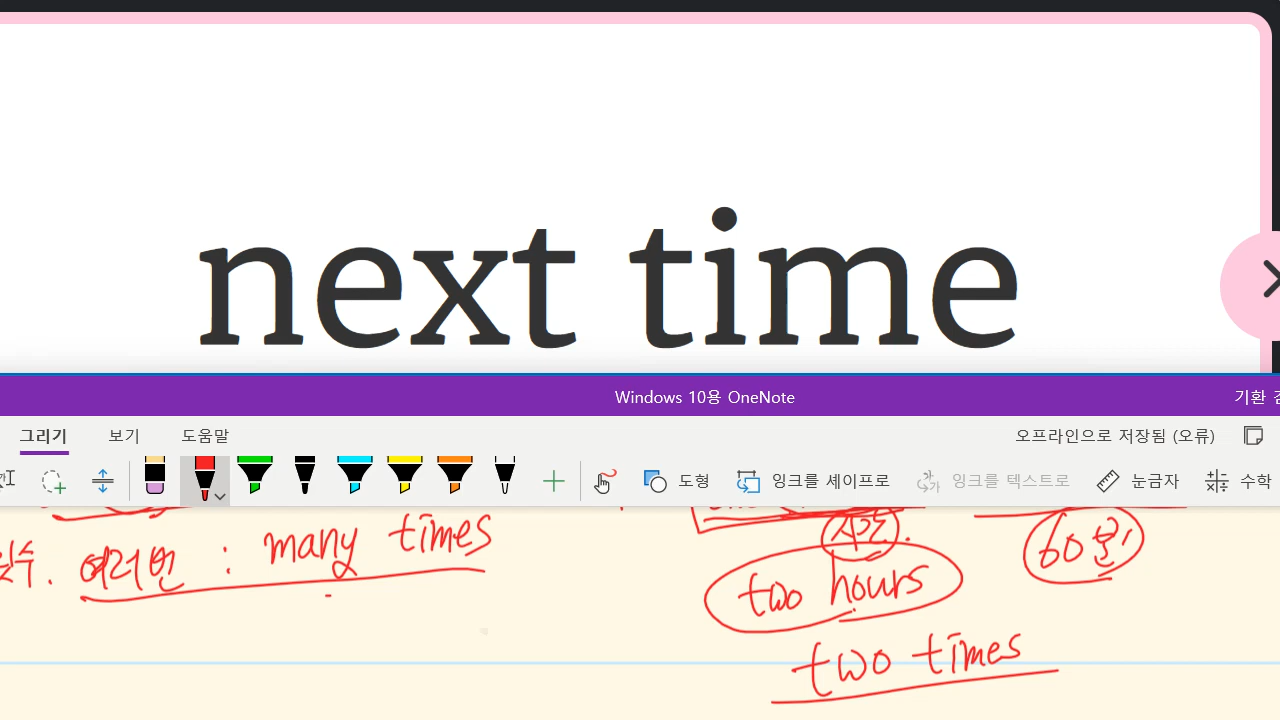 next time
Windows 10용 OneNote
기환 김
그리기 보기 도움말 오프라인으로 저장됨 (오류)
도형 잉크를 셰이프로 잉크를 텍스트로 눈금자 수학
여러번 : many times
시간.
60분
two hours
two times